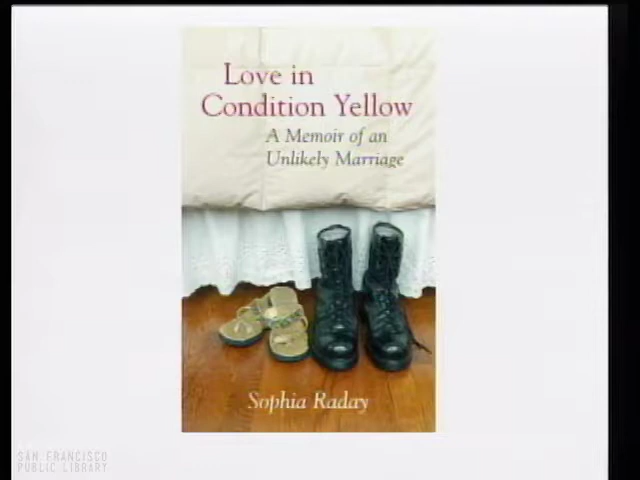 Love in
Condition Yellow
A Memoir of an
Unlikely Marriage
Sophia Raday
SAN FRANCISCO
PUBLIC LIBRARY